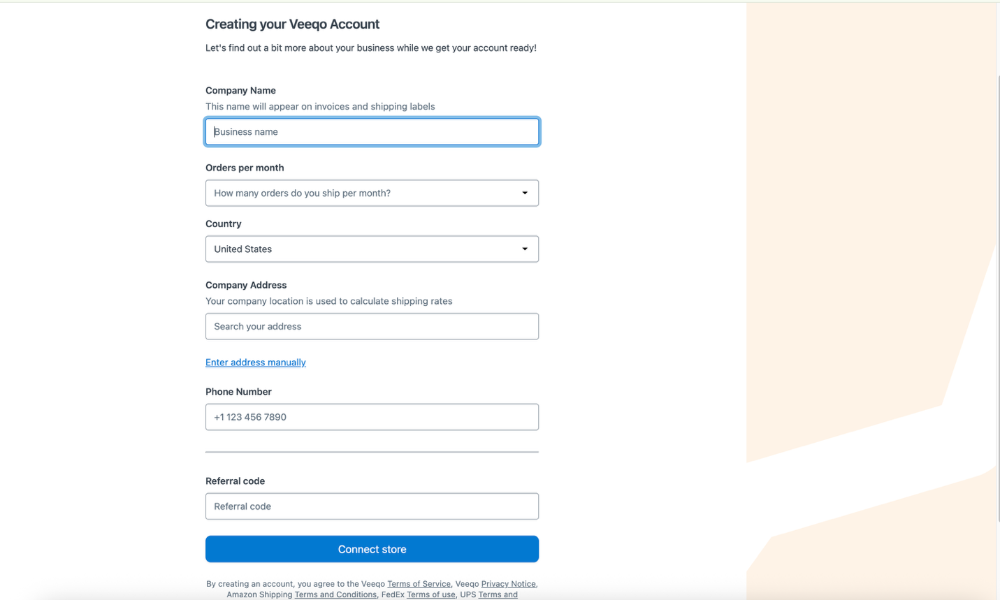 Creating your Veeqo Account
Let's find out a bit more about your business while we get your account ready!
Company Name
This name will appear on invoices and shipping labels
Business name
Orders per month
How many orders do you ship per month?
Country
United States
Company Address
Your company location is used to calculate shipping rates
Search your address
Enter address manually
Phone Number
+1 123 456 7890
Referral code
Referral code
Connect store
By creating an account, you agree to the Veeqo Terms of Service, Veeqo Privacy Notice,
Amazon Shipping Terms and Conditions, FedEx Terms of use, UPS Terms and